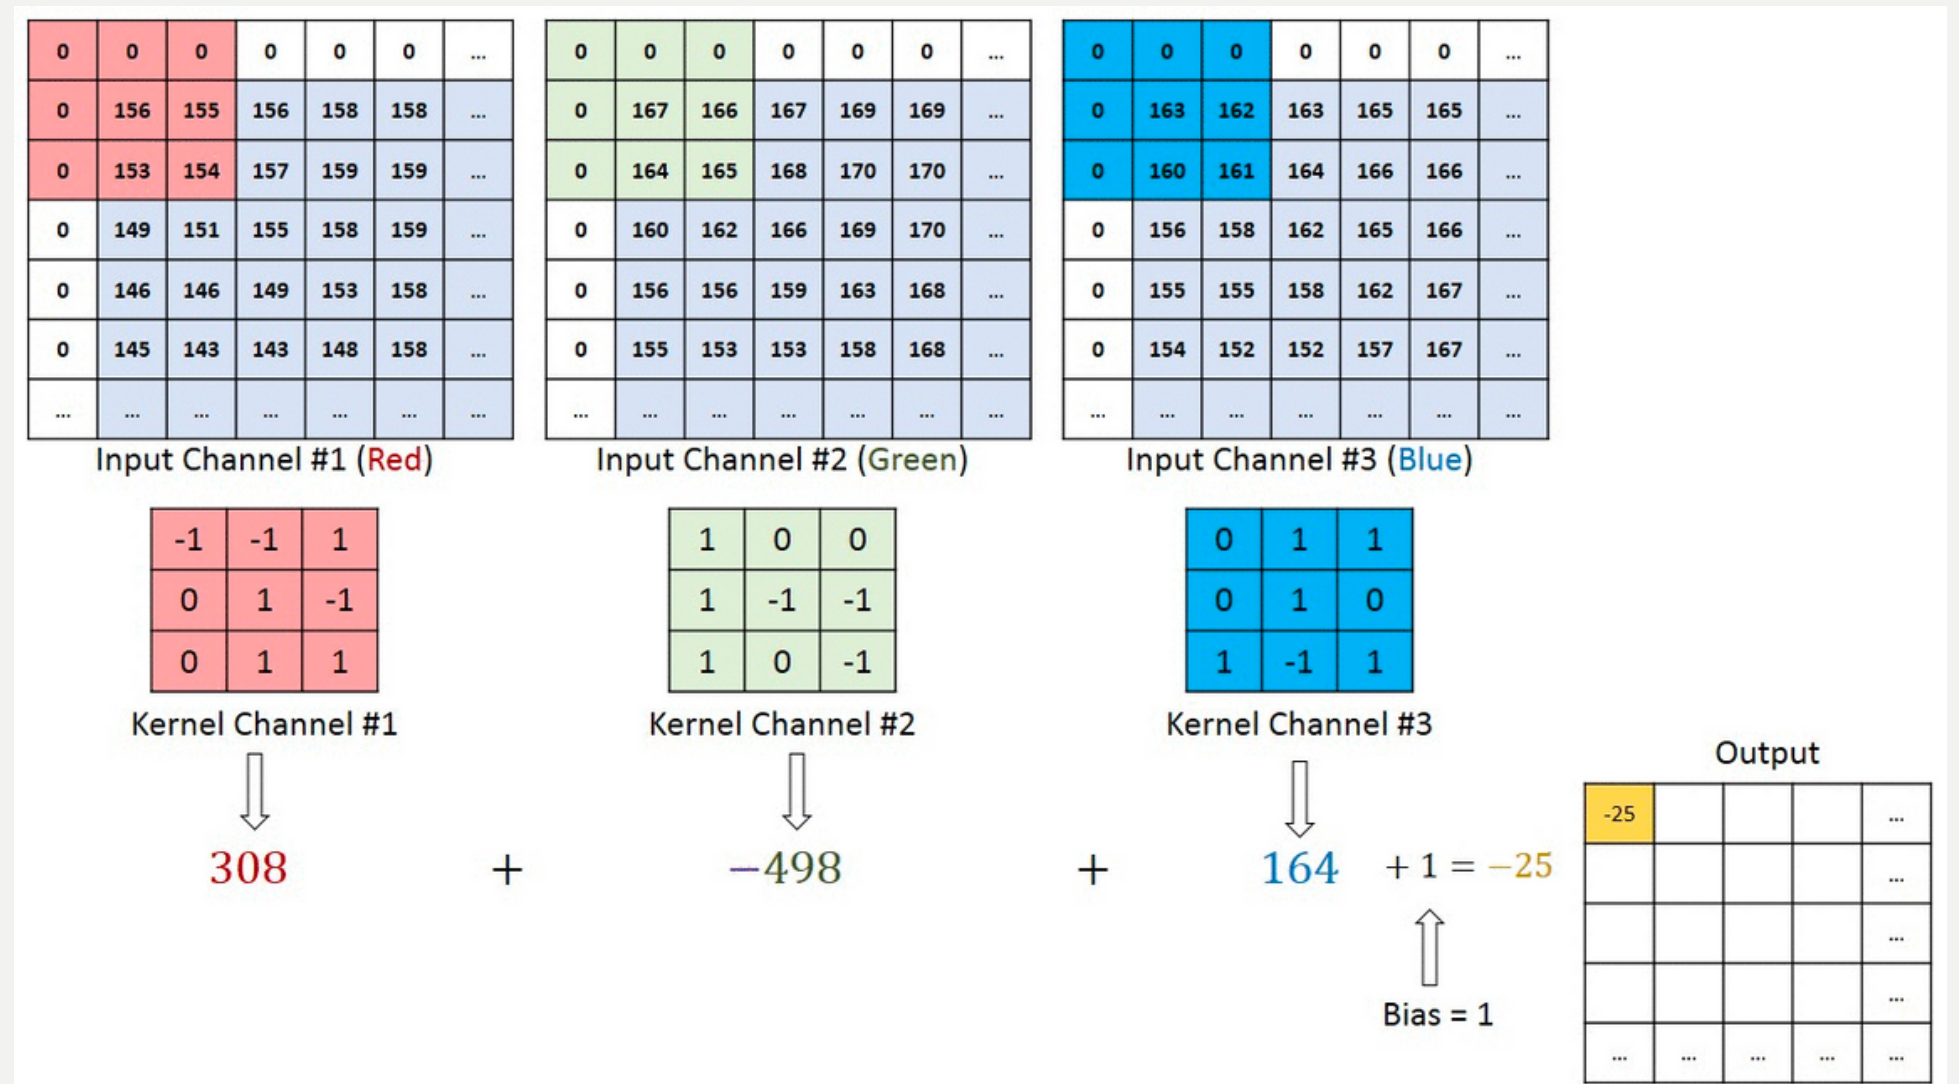 0 0 0 0 0 0 ...
0 156 155 156 158 158 ...
0 153 154 157 159 159 ...
0 149 151 155 158 159 ...
0 146 146 149 153 158 ...
0 145 143 143 148 158 ...
... ... ... ... ... ... ...
Input Channel #1 (Red)
0 0 0 0 0 0 ...
0 167 166 167 169 169 ...
0 164 165 168 170 170 ...
0 160 162 166 169 170 ...
0 156 156 159 163 168 ...
0 155 153 153 158 168 ...
... ... ... ... ... ... ...
Input Channel #2 (Green)
0 0 0 0 0 0 ...
0 163 162 163 165 165 ...
0 160 161 164 166 166 ...
0 156 158 162 165 166 ...
0 155 155 158 162 167 ...
0 154 152 152 157 167 ...
... ... ... ... ... ... ...
Input Channel #3 (Blue)
-1 -1 1
0 1 -1
0 1 1
Kernel Channel #1
1 0 0
1 -1 -1
1 0 -1
Kernel Channel #2
0 1 1
0 1 0
1 -1 1
Kernel Channel #3
308 + −498 + 164 + 1 = −25
Bias = 1
Output
-25 ...
...
...
...
... ... ... ... ...